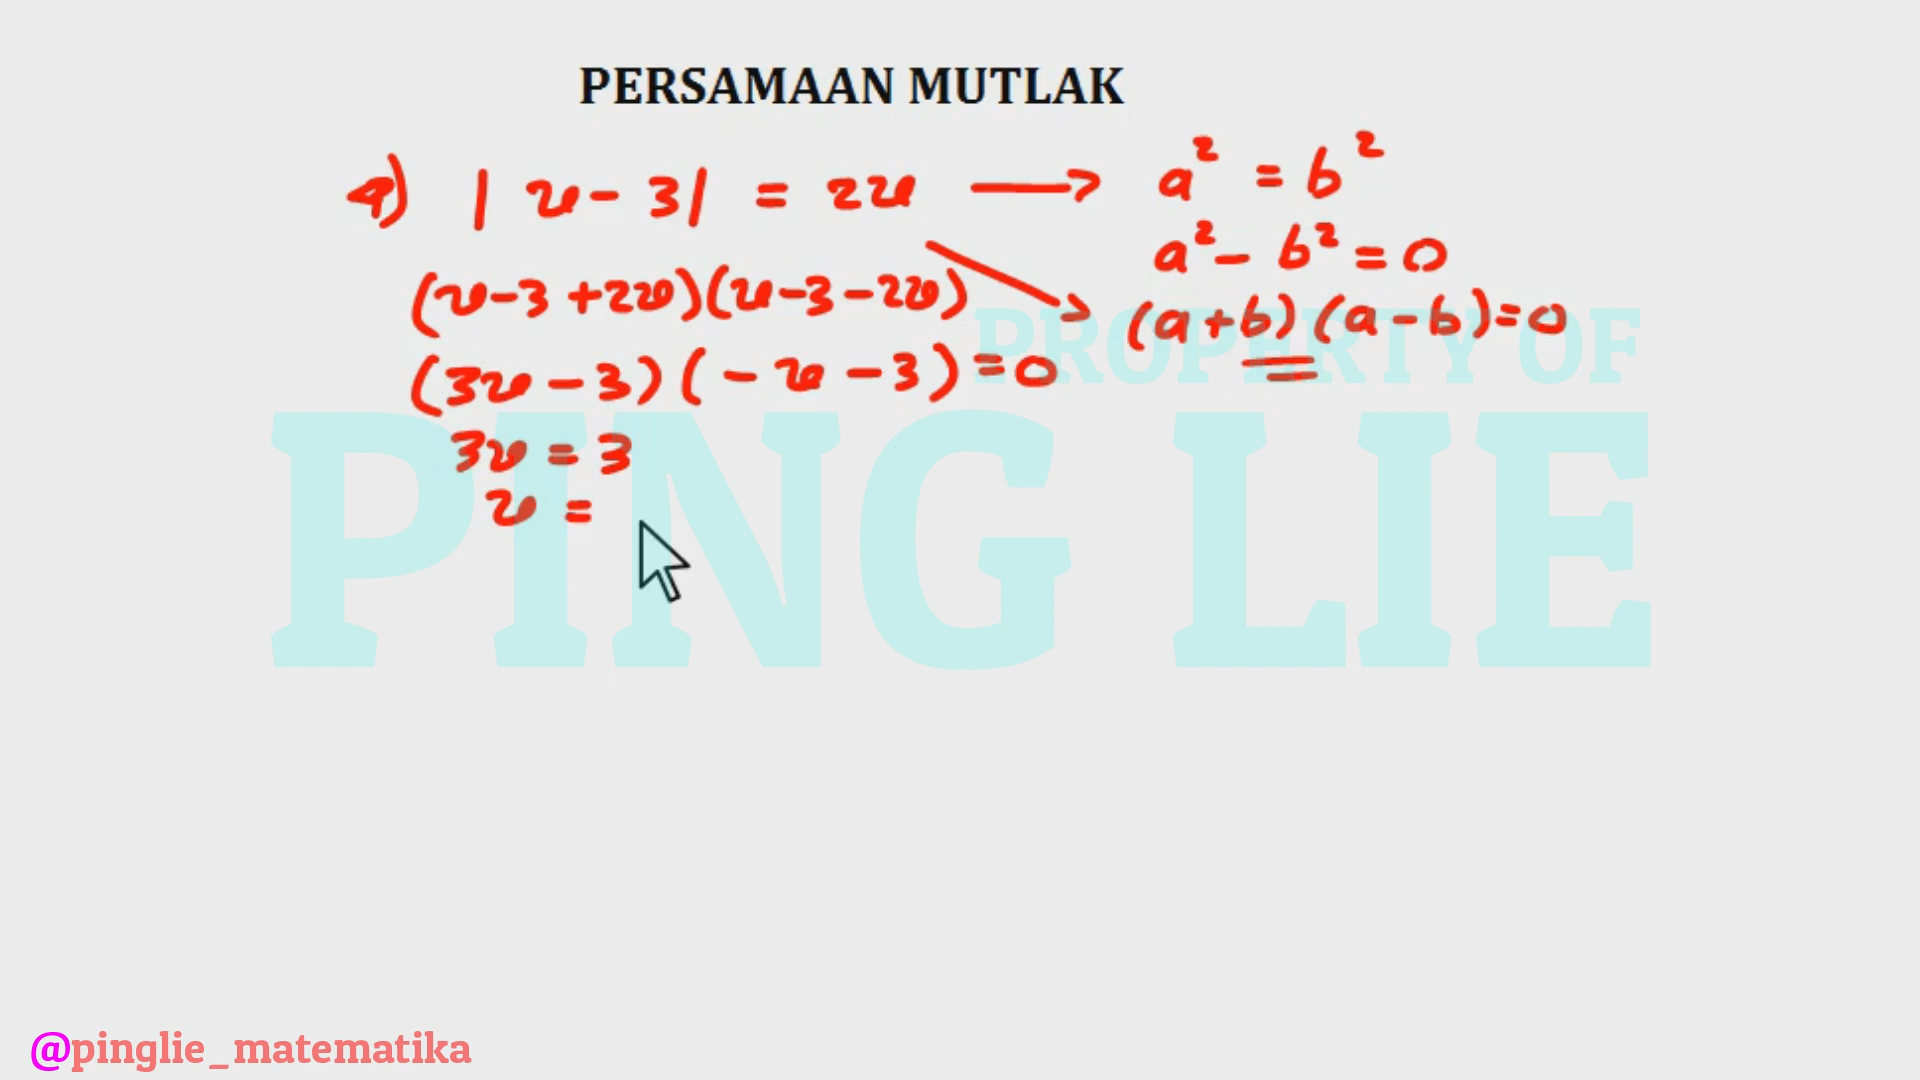 PERSAMAAN MUTLAK
4) |x - 3| = 2x → a² = b²
a² - b² = 0
(x - 3 + 2x)(x - 3 - 2x) → (a + b)(a - b) = 0
(3x - 3)(-x - 3) = 0
3x = 3
x =
PROPERTY OF
PING LIE
@pinglie_matematika